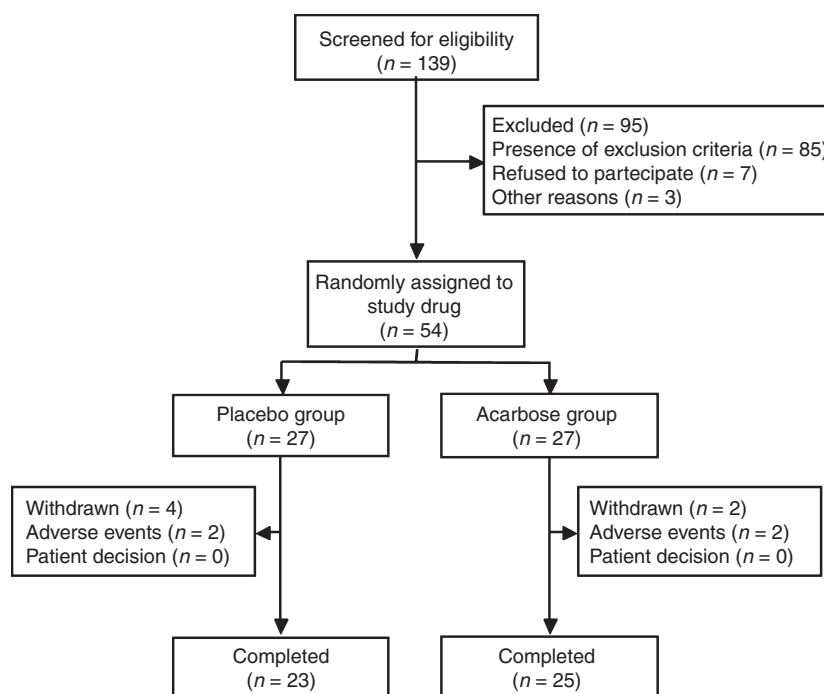 Screened for eligibility
(n = 139)
Excluded (n = 95)
Presence of exclusion criteria (n = 85)
Refused to partecipate (n = 7)
Other reasons (n = 3)
Randomly assigned to
study drug
(n = 54)
Placebo group
(n = 27)
Acarbose group
(n = 27)
Withdrawn (n = 4)
Adverse events (n = 2)
Patient decision (n = 0)
Withdrawn (n = 2)
Adverse events (n = 2)
Patient decision (n = 0)
Completed
(n = 23)
Completed
(n = 25)